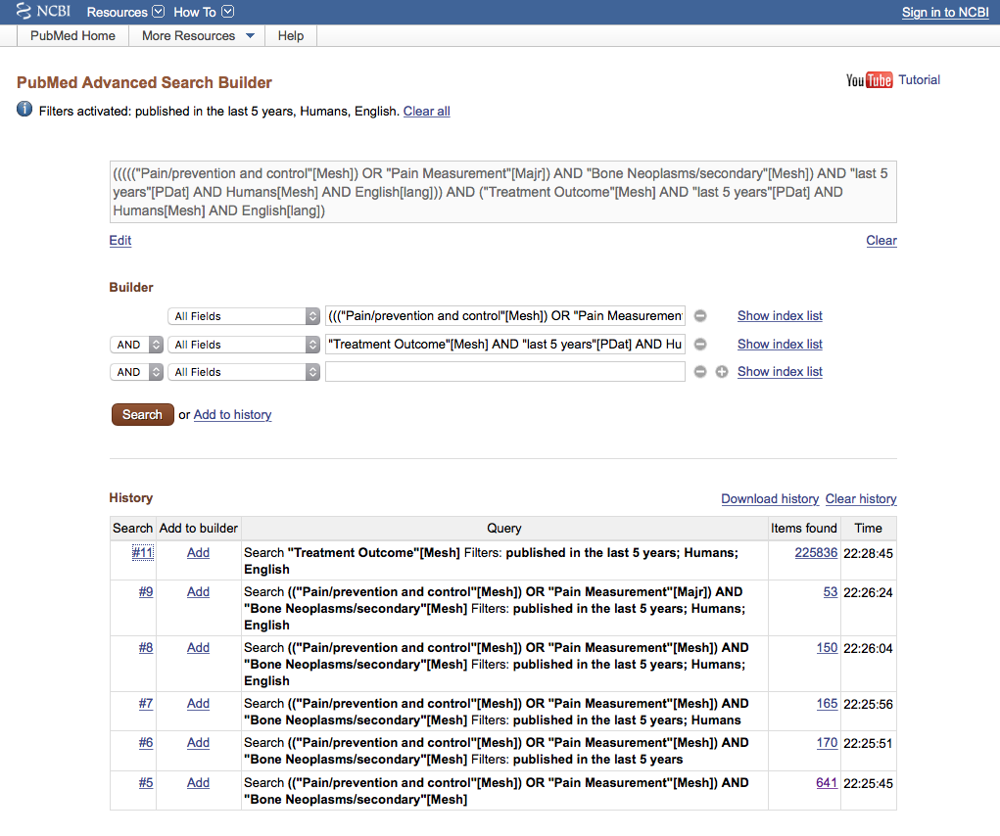 NCBI Resources How To Sign in to NCBI
PubMed Home More Resources Help
PubMed Advanced Search Builder
You Tube Tutorial
Filters activated: published in the last 5 years, Humans, English. Clear all
((((("Pain/prevention and control"[Mesh]) OR "Pain Measurement"[Majr]) AND "Bone Neoplasms/secondary"[Mesh]) AND "last 5
years"[PDat] AND Humans[Mesh] AND English[lang])) AND ("Treatment Outcome"[Mesh] AND "last 5 years"[PDat] AND
Humans[Mesh] AND English[lang])
Edit Clear
Builder
All Fields ((("Pain/prevention and control"[Mesh]) OR "Pain Measuremen Show index list
AND All Fields "Treatment Outcome"[Mesh] AND "last 5 years"[PDat] AND Hu Show index list
AND All Fields Show index list
Search or Add to history
History Download history Clear history
Search Add to builder Query Items found Time
#11 Add Search "Treatment Outcome"[Mesh] Filters: published in the last 5 years; Humans; 225836 22:28:45
English
#9 Add Search (("Pain/prevention and control"[Mesh]) OR "Pain Measurement"[Majr]) AND 53 22:26:24
"Bone Neoplasms/secondary"[Mesh] Filters: published in the last 5 years; Humans;
English
#8 Add Search (("Pain/prevention and control"[Mesh]) OR "Pain Measurement"[Mesh]) AND 150 22:26:04
"Bone Neoplasms/secondary"[Mesh] Filters: published in the last 5 years; Humans;
English
#7 Add Search (("Pain/prevention and control"[Mesh]) OR "Pain Measurement"[Mesh]) AND 165 22:25:56
"Bone Neoplasms/secondary"[Mesh] Filters: published in the last 5 years; Humans
#6 Add Search (("Pain/prevention and control"[Mesh]) OR "Pain Measurement"[Mesh]) AND 170 22:25:51
"Bone Neoplasms/secondary"[Mesh] Filters: published in the last 5 years
#5 Add Search (("Pain/prevention and control"[Mesh]) OR "Pain Measurement"[Mesh]) AND 641 22:25:45
"Bone Neoplasms/secondary"[Mesh]